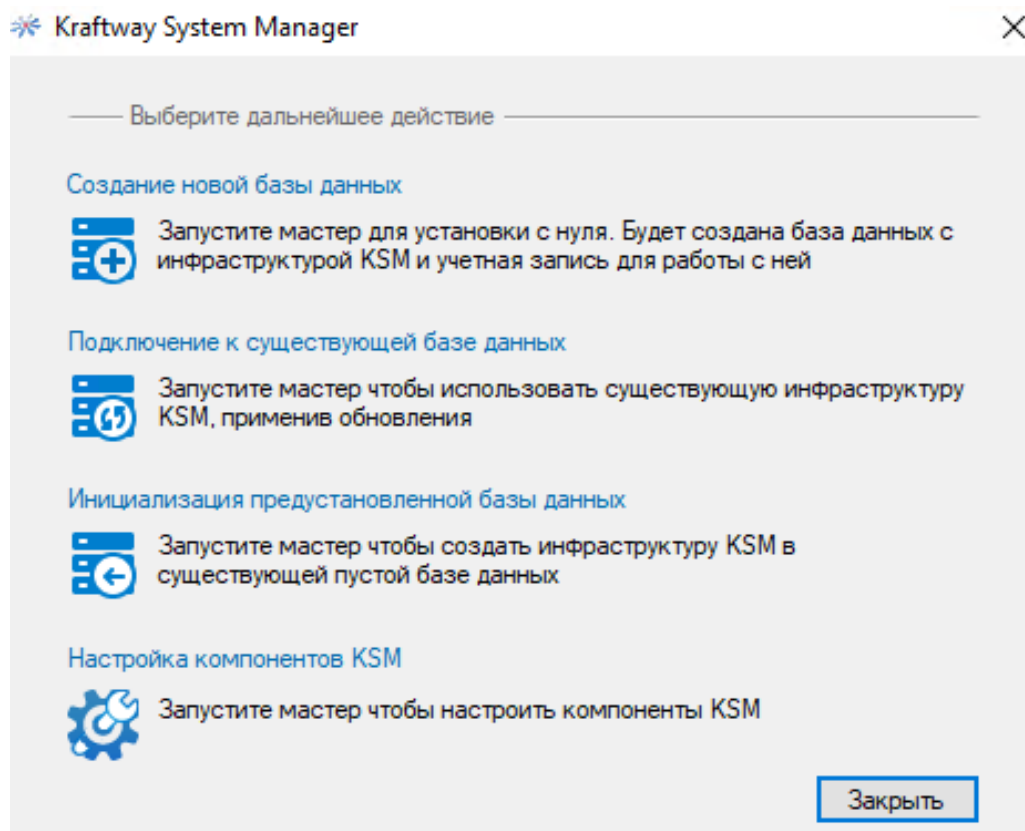 Kraftway System Manager
Выберите дальнейшее действие
Создание новой базы данных
Запустите мастер для установки с нуля. Будет создана база данных с
инфраструктурой KSM и учетная запись для работы с ней
Подключение к существующей базе данных
Запустите мастер чтобы использовать существующую инфраструктуру
KSM, применив обновления
Инициализация предустановленной базы данных
Запустите мастер чтобы создать инфраструктуру KSM в
существующей пустой базе данных
Настройка компонентов KSM
Запустите мастер чтобы настроить компоненты KSM
Закрыть